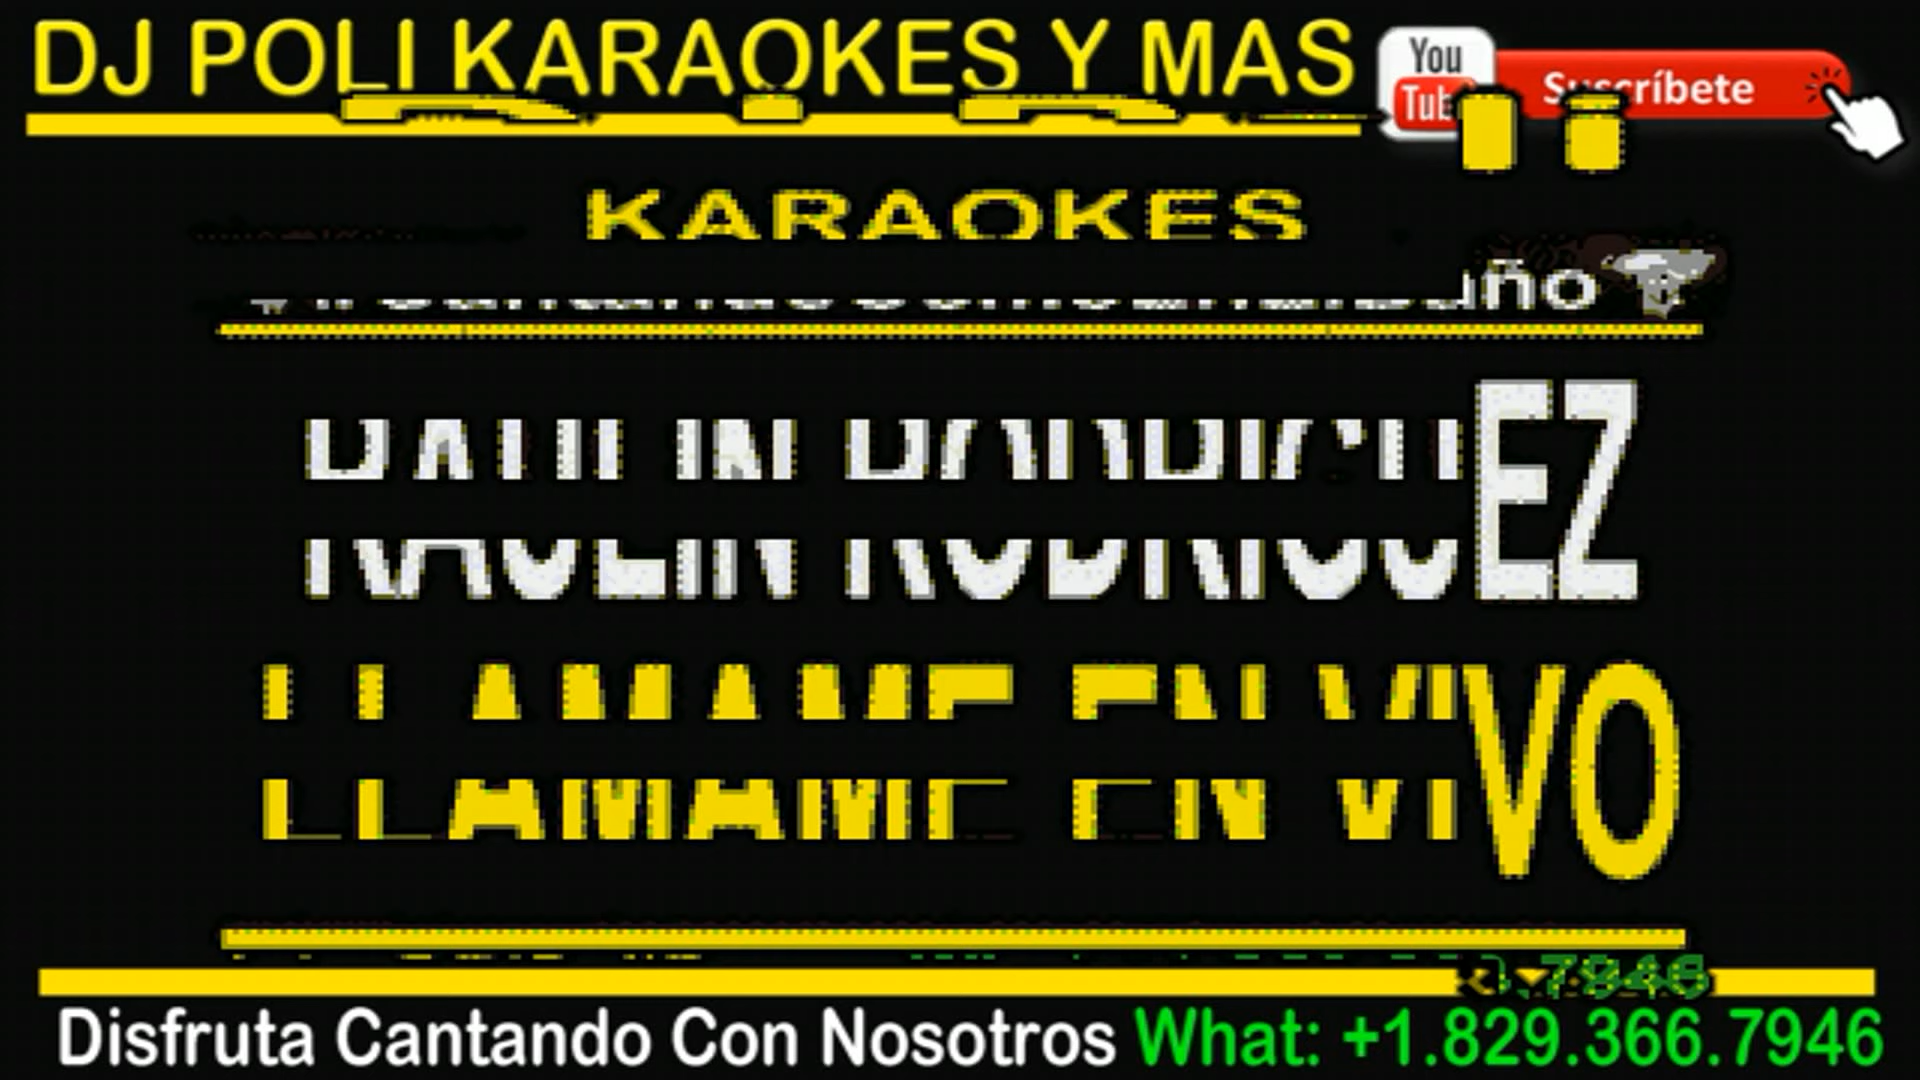 DJ POLI KARAOKES Y MAS
You Tube Suscríbete
KARAOKES
RAULIN RODRIGUEZ
LLAMAME EN VIVO
7946
Disfruta Cantando Con Nosotros What: +1.829.366.7946